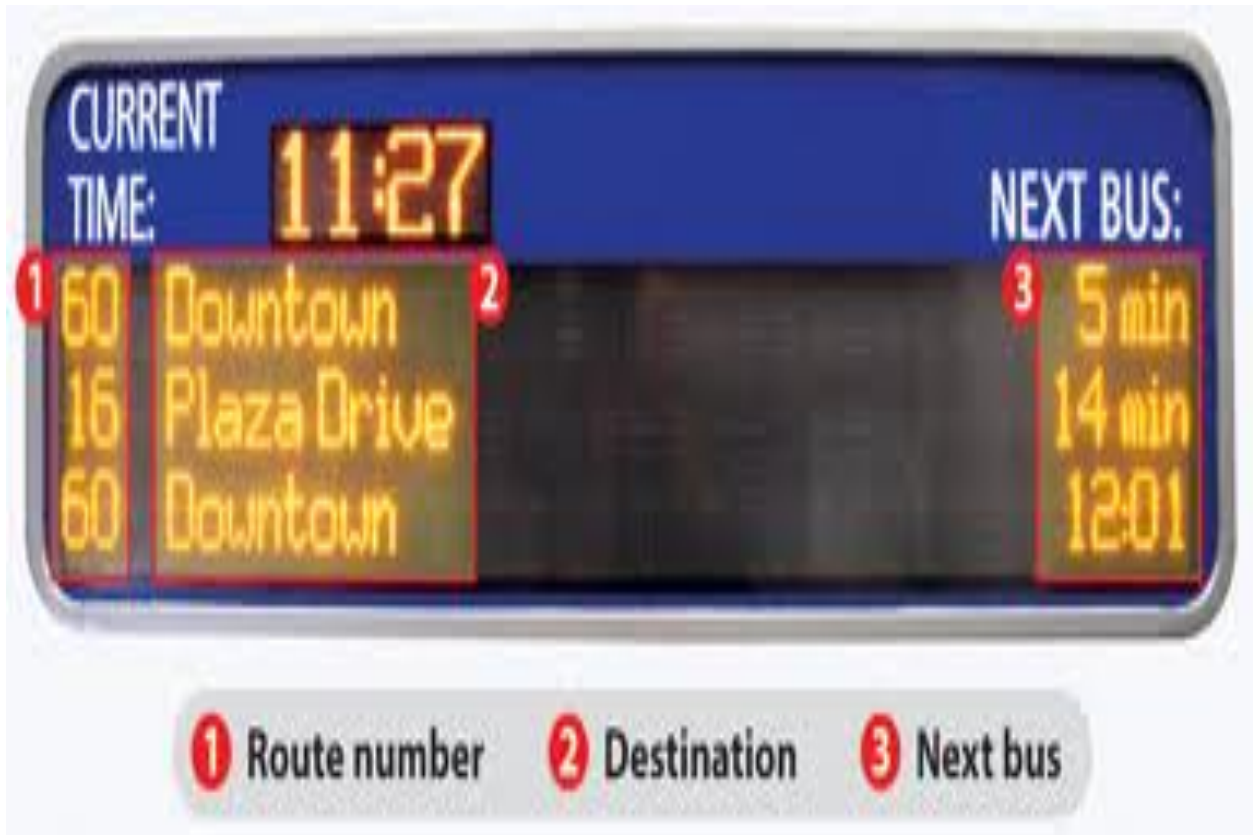 CURRENT
TIME: 11:27
NEXT BUS:
1 60 Downtown 2 3 5 min
16 Plaza Drive 14 min
60 Downtown 12:01
1 Route number 2 Destination 3 Next bus